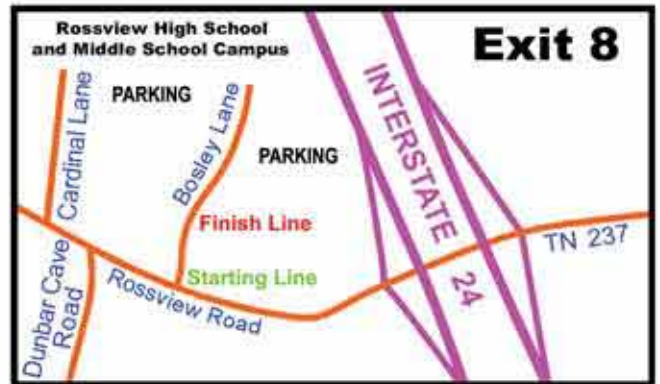 Rossview High School
and Middle School Campus
Exit 8
PARKING
Cardinal Lane
Bosley Lane
PARKING
INTERSTATE 24
Finish Line
Starting Line
TN 237
Rossview Road
Dunbar Cave
Road